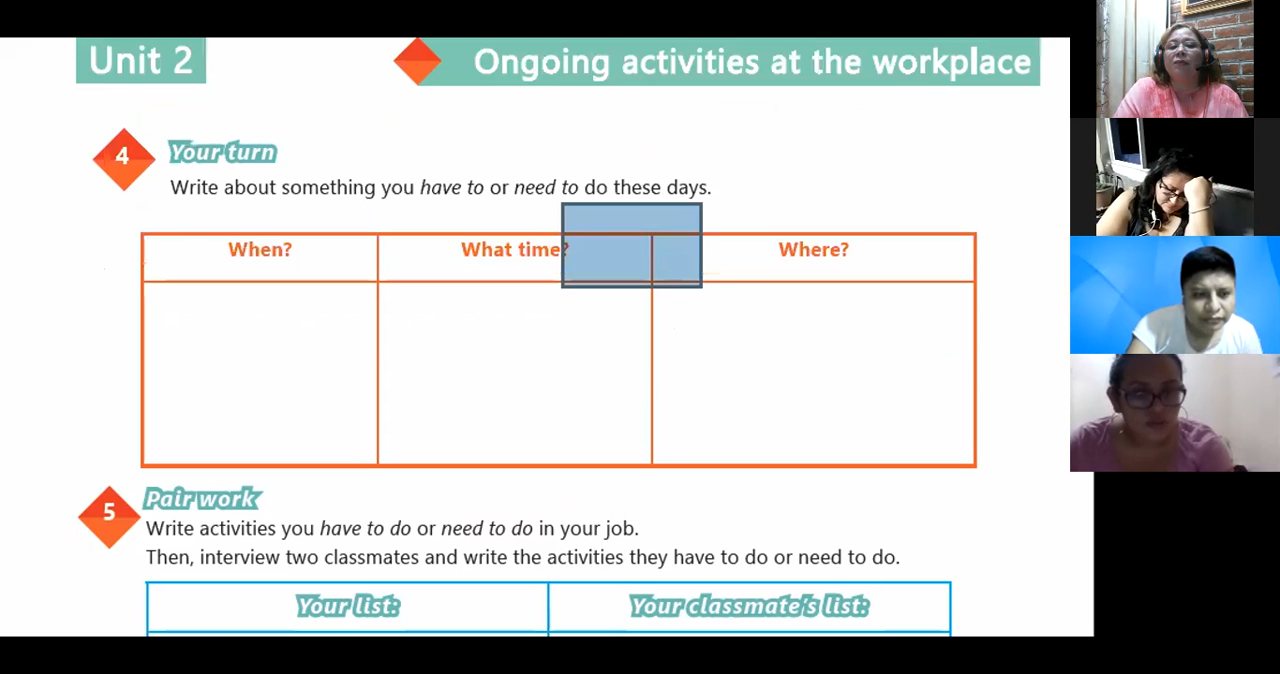 Unit 2
Ongoing activities at the workplace
4
Your turn
Write about something you have to or need to do these days.
When?
What time?
Where?
5
Pair work
Write activities you have to do or need to do in your job.
Then, interview two classmates and write the activities they have to do or need to do.
Your list:
Your classmate's list: